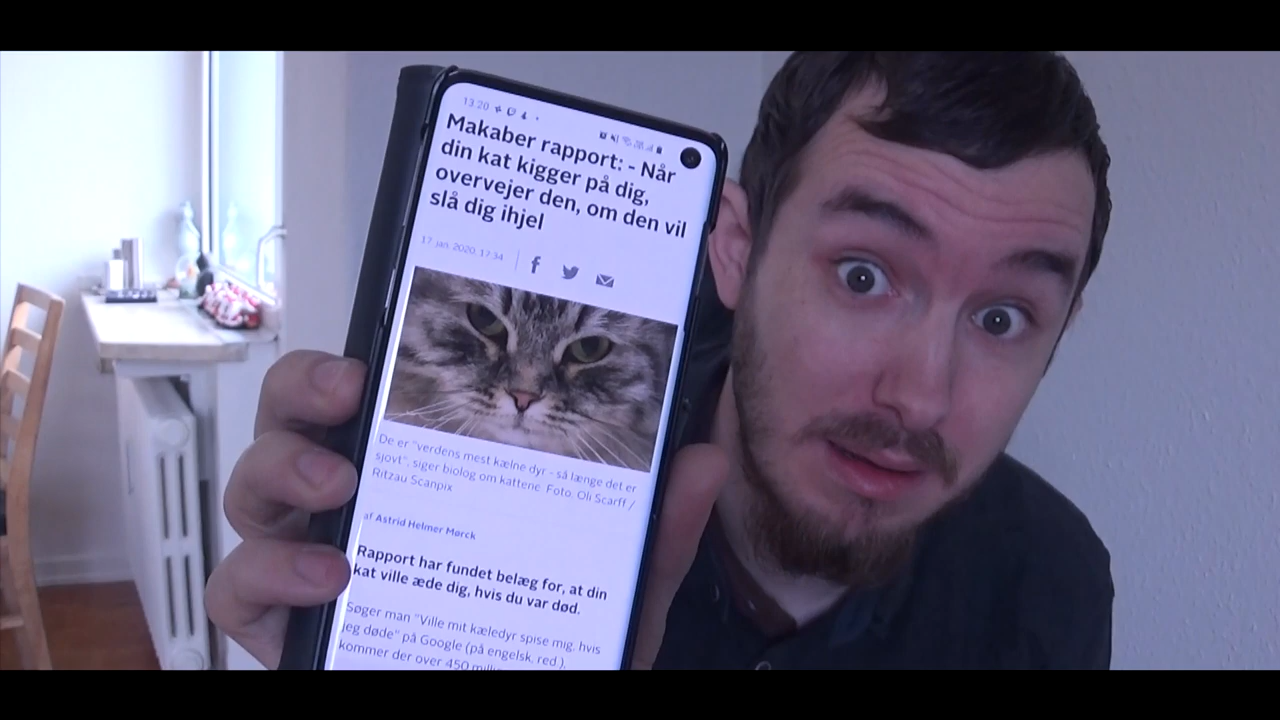 13.20
Makaber rapport: - Når
din kat kigger på dig,
overvejer den, om den vil
slå dig ihjel
17. jan. 2020, 17.34
De er "verdens mest kælne dyr - så længe det er
sjovt", siger biolog om kattene. Foto: Oli Scarff /
Ritzau Scanpix
af Astrid Helmer Mørck
Rapport har fundet belæg for, at din
kat ville æde dig, hvis du var død.
Søger man "Ville mit kæledyr spise mig, hvis
jeg døde" på Google (på engelsk, red.),
kommer der over 450